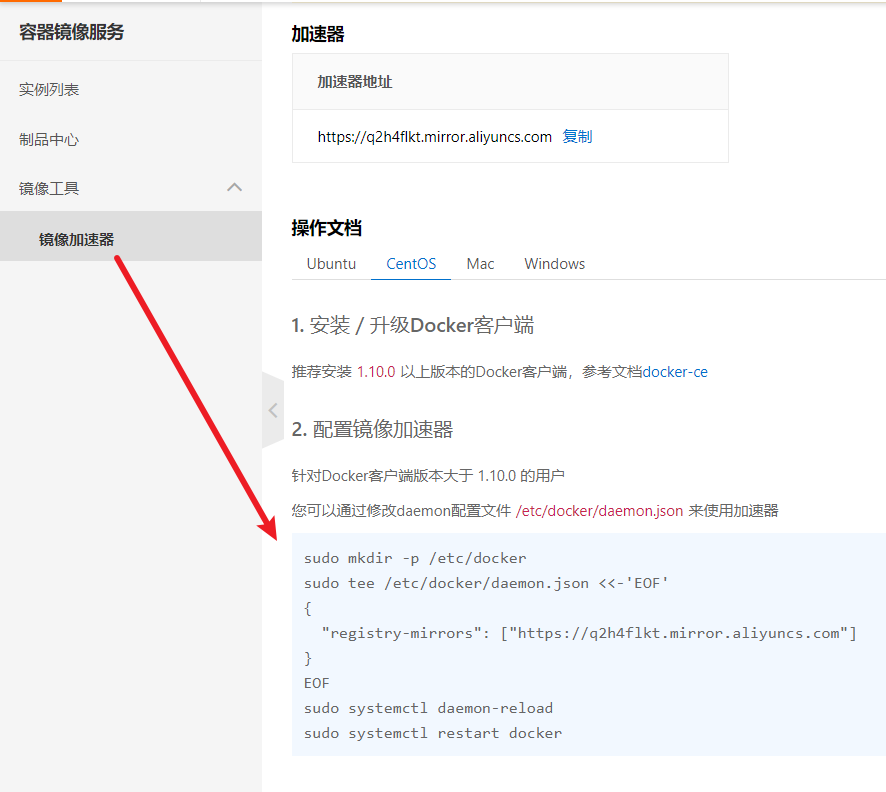 容器镜像服务
实例列表
制品中心
镜像工具
镜像加速器
加速器
加速器地址
https://q2h4flkt.mirror.aliyuncs.com 复制
操作文档
Ubuntu CentOS Mac Windows
1. 安装 / 升级Docker客户端
推荐安装 1.10.0 以上版本的Docker客户端，参考文档docker-ce
2. 配置镜像加速器
针对Docker客户端版本大于 1.10.0 的用户
您可以通过修改daemon配置文件 /etc/docker/daemon.json 来使用加速器
sudo mkdir -p /etc/docker
sudo tee /etc/docker/daemon.json <<-'EOF'
{
  "registry-mirrors": ["https://q2h4flkt.mirror.aliyuncs.com"]
}
EOF
sudo systemctl daemon-reload
sudo systemctl restart docker